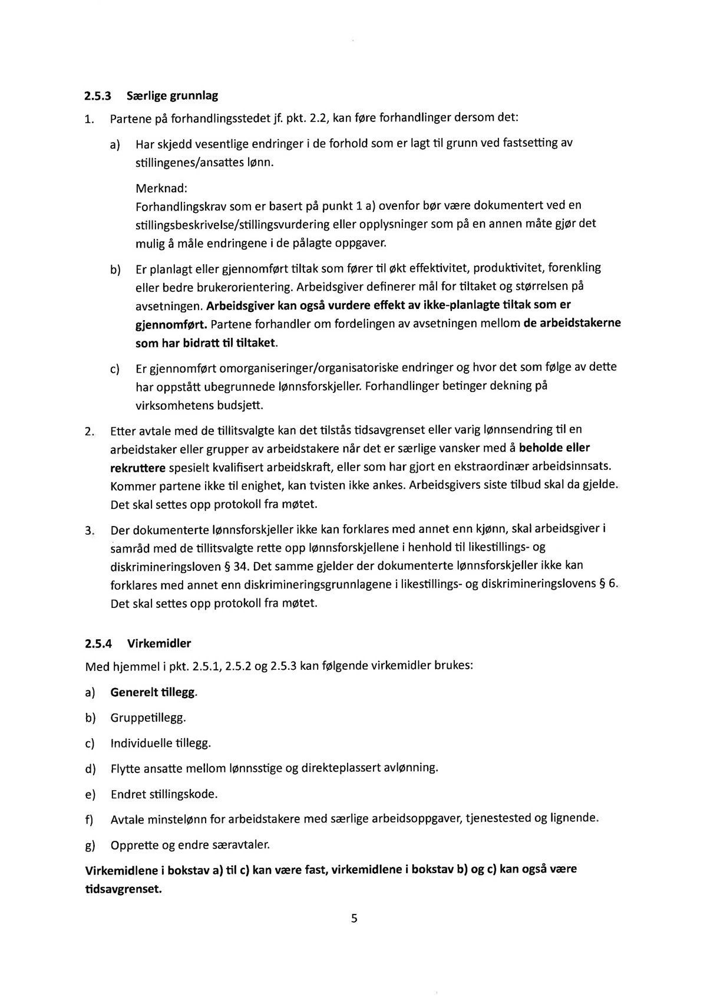 2.5.3 Særlige grunnlag
1. Partene på forhandlingsstedet jf. pkt. 2.2, kan føre forhandlinger dersom det:
a) Har skjedd vesentlige endringer i de forhold som er lagt til grunn ved fastsetting av
stillingenes/ansattes lønn.
Merknad:
Forhandlingskrav som er basert på punkt 1 a) ovenfor bør være dokumentert ved en
stillingsbeskrivelse/stillingsvurdering eller opplysninger som på en annen måte gjør det
mulig å måle endringene i de pålagte oppgaver.
b) Er planlagt eller gjennomført tiltak som fører til økt effektivitet, produktivitet, forenkling
eller bedre brukerorientering. Arbeidsgiver definerer mål for tiltaket og størrelsen på
avsetningen. Arbeidsgiver kan også vurdere effekt av ikke-planlagte tiltak som er
gjennomført. Partene forhandler om fordelingen av avsetningen mellom de arbeidstakerne
som har bidratt til tiltaket.
c) Er gjennomført omorganiseringer/organisatoriske endringer og hvor det som følge av dette
har oppstått ubegrunnede lønnsforskjeller. Forhandlinger betinger dekning på
virksomhetens budsjett.
2. Etter avtale med de tillitsvalgte kan det tilstås tidsavgrenset eller varig lønnsendring til en
arbeidstaker eller grupper av arbeidstakere når det er særlige vansker med å beholde eller
rekruttere spesielt kvalifisert arbeidskraft, eller som har gjort en ekstraordinær arbeidsinnsats.
Kommer partene ikke til enighet, kan tvisten ikke ankes. Arbeidsgivers siste tilbud skal da gjelde.
Det skal settes opp protokoll fra møtet.
3. Der dokumenterte lønnsforskjeller ikke kan forklares med annet enn kjønn, skal arbeidsgiver i
samråd med de tillitsvalgte rette opp lønnsforskjellene i henhold til likestillings- og
diskrimineringsloven § 34. Det samme gjelder der dokumenterte lønnsforskjeller ikke kan
forklares med annet enn diskrimineringsgrunnlagene i likestillings- og diskrimineringslovens § 6.
Det skal settes opp protokoll fra møtet.
2.5.4 Virkemidler
Med hjemmel i pkt. 2.5.1, 2.5.2 og 2.5.3 kan følgende virkemidler brukes:
a) Generelt tillegg.
b) Gruppetillegg.
c) Individuelle tillegg.
d) Flytte ansatte mellom lønnsstige og direkteplassert avlønning.
e) Endret stillingskode.
f) Avtale minstelønn for arbeidstakere med særlige arbeidsoppgaver, tjenestested og lignende.
g) Opprette og endre særavtaler.
Virkemidlene i bokstav a) til c) kan være fast, virkemidlene i bokstav b) og c) kan også være
tidsavgrenset.
5